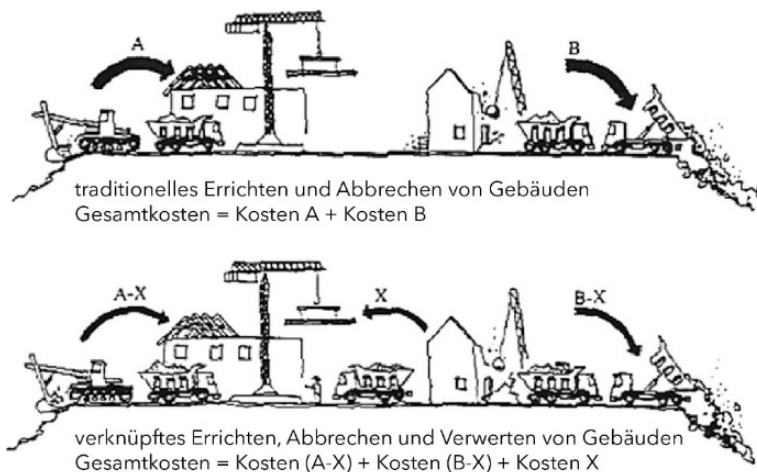 A
B
traditionelles Errichten und Abbrechen von Gebäuden
Gesamtkosten = Kosten A + Kosten B
A-X
X
B-X
verknüpftes Errichten, Abbrechen und Verwerten von Gebäuden
Gesamtkosten = Kosten (A-X) + Kosten (B-X) + Kosten X